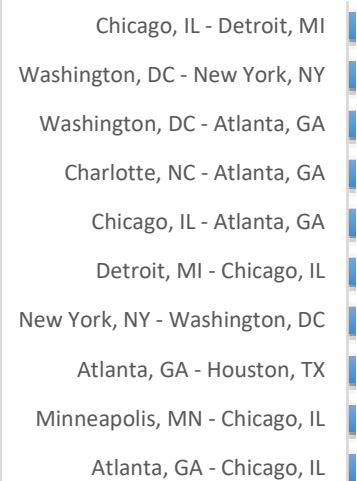 Chicago, IL - Detroit, MI
Washington, DC - New York, NY
Washington, DC - Atlanta, GA
Charlotte, NC - Atlanta, GA
Chicago, IL - Atlanta, GA
Detroit, MI - Chicago, IL
New York, NY - Washington, DC
Atlanta, GA - Houston, TX
Minneapolis, MN - Chicago, IL
Atlanta, GA - Chicago, IL